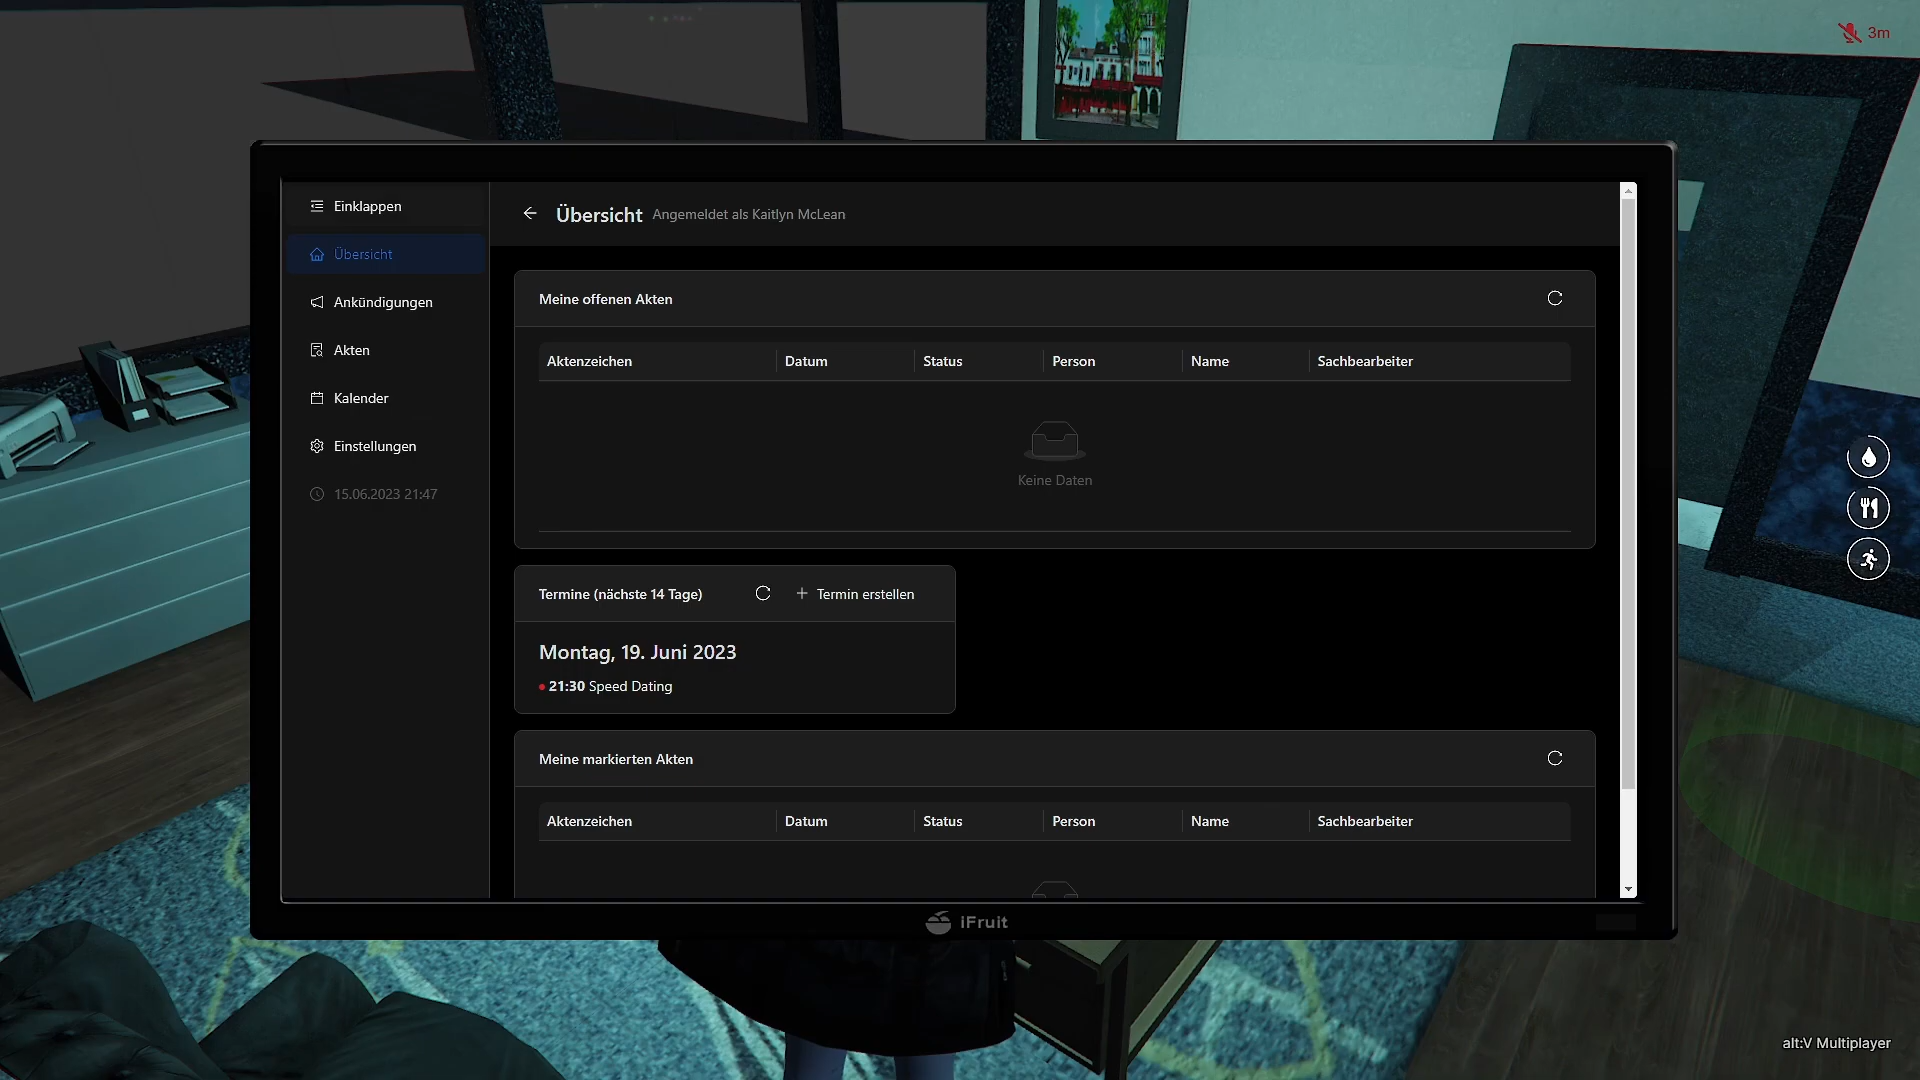 3m
Einklappen
Übersicht
Ankündigungen
Akten
Kalender
Einstellungen
15.06.2023 21:47
Übersicht Angemeldet als Kaitlyn McLean
Meine offenen Akten
Aktenzeichen Datum Status Person Name Sachbearbeiter
Keine Daten
Termine (nächste 14 Tage) Termin erstellen
Montag, 19. Juni 2023
21:30 Speed Dating
Meine markierten Akten
Aktenzeichen Datum Status Person Name Sachbearbeiter
iFruit
alt:V Multiplayer